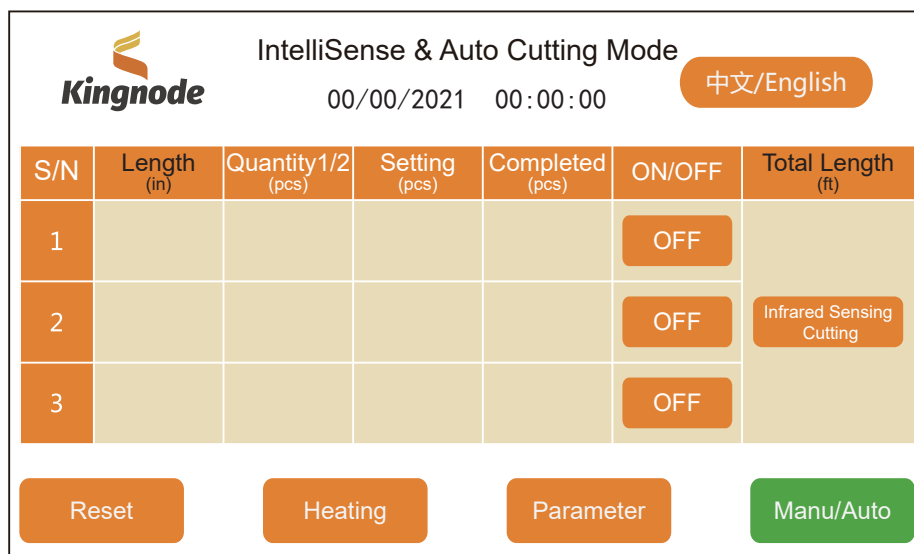 IntelliSense & Auto Cutting Mode
Kingnode
00/00/2021 00:00:00
中文/English
S/N Length Quantity1/2 Setting Completed ON/OFF Total Length
(in) (pcs) (pcs) (pcs) (ft)
1 OFF
2 OFF Infrared Sensing
Cutting
3 OFF
Reset Heating Parameter Manu/Auto